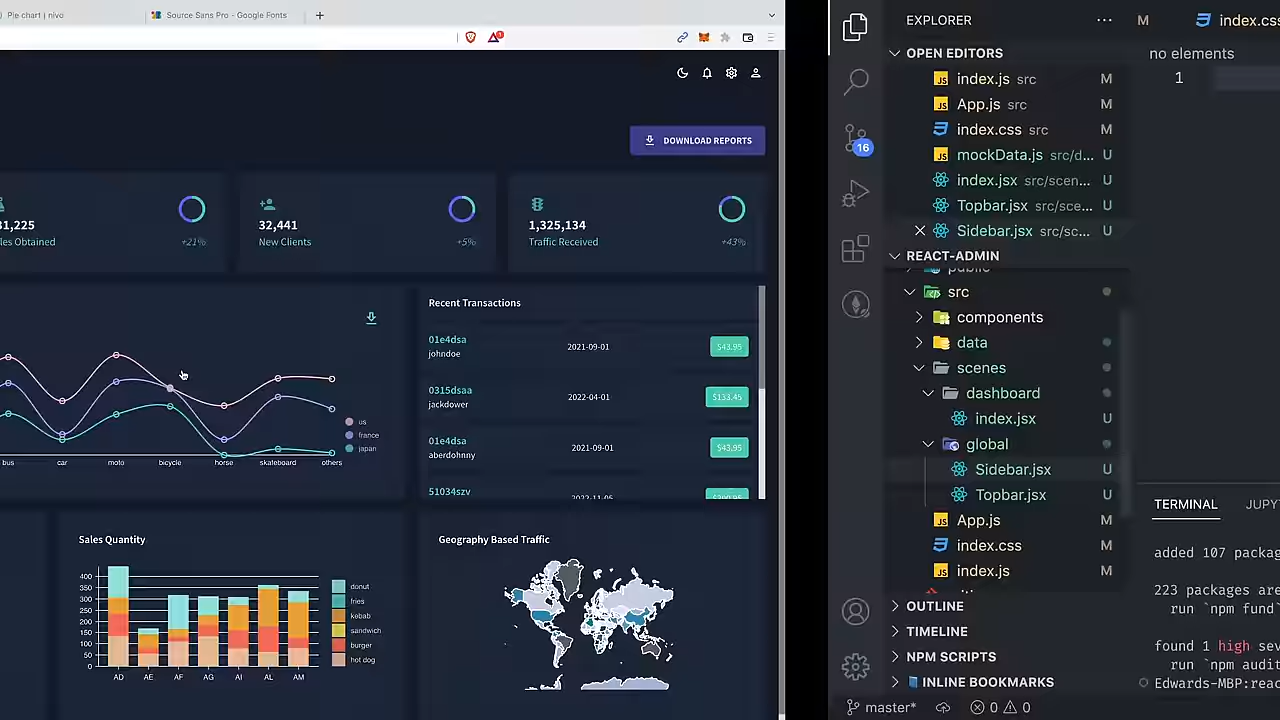 Pie chart | nivo
Source Sans Pro - Google Fonts
DOWNLOAD REPORTS
31,225
les Obtained
+21%
32,441
New Clients
+5%
1,325,134
Traffic Received
+43%
us
france
japan
bus car moto bicycle horse skateboard others
Recent Transactions
01e4dsa
johndoe
2021-09-01
$43.95
0315dsaa
jackdower
2022-04-01
$133.45
01e4dsa
aberdohnny
2021-09-01
$43.95
51034szv
2022-11-05
Sales Quantity
400
350
300
250
200
150
100
50
0
AD AE AF AG AI AL AM
donut
fries
kebab
sandwich
burger
hot dog
Geography Based Traffic
16
EXPLORER
OPEN EDITORS
index.js src M
App.js src M
index.css src M
mockData.js src/d... U
index.jsx src/scen... U
Topbar.jsx src/sce... U
Sidebar.jsx src/sc... U
REACT-ADMIN
public
src
components
data
scenes
dashboard
index.jsx U
global
Sidebar.jsx U
Topbar.jsx U
App.js M
index.css M
index.js M
OUTLINE
TIMELINE
NPM SCRIPTS
INLINE BOOKMARKS
master* 0 0
M index.css
no elements
1
TERMINAL JUPY
added 107 packag
223 packages are
run `npm fund`
found 1 high sev
run `npm audit
Edwards-MBP:reac